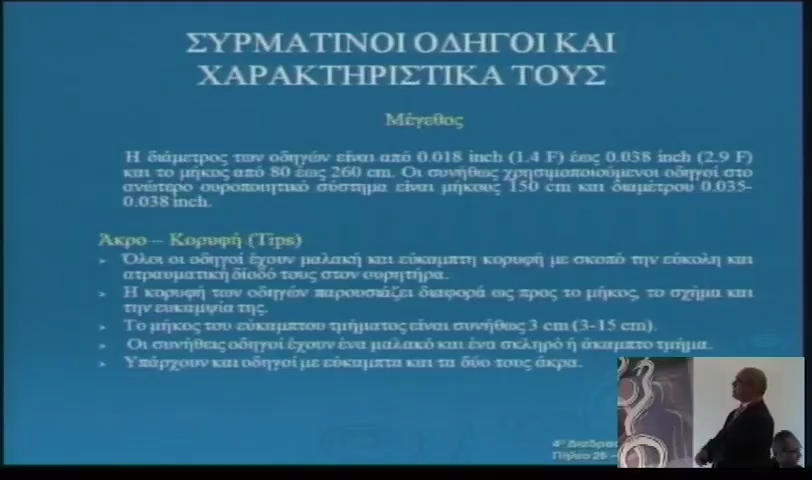 ΣΥΡΜΑΤΙΝΟΙ ΟΔΗΓΟΙ ΚΑΙ
ΧΑΡΑΚΤΗΡΙΣΤΙΚΑ ΤΟΥΣ
Μέγεθος
Η διάμετρος των οδηγών είναι από 0.018 inch (1.4 F) έως 0.038 inch (2.9 F)
και το μήκος από 80 έως 260 cm. Οι συνήθως χρησιμοποιούμενοι οδηγοί στο
ανώτερο ουροποιητικό σύστημα είναι μήκους 150 cm και διαμέτρου 0.035-
0.038 inch.
Άκρο – Κορυφή (Tips)
➢ Όλοι οι οδηγοί έχουν μαλακή και εύκαμπτη κορυφή με σκοπό την εύκολη και
ατραυματική δίοδό τους στον ουρητήρα.
➢ Η κορυφή των οδηγών παρουσιάζει διαφορά ως προς το μήκος, το σχήμα και
την ευκαμψία της.
➢ Το μήκος του εύκαμπτου τμήματος είναι συνήθως 3 cm (3-15 cm).
➢ Οι συνήθεις οδηγοί έχουν ένα μαλακό και ένα σκληρό ή άκαμπτο τμήμα.
➢ Υπάρχουν και οδηγοί με εύκαμπτα και τα δύο τους άκρα.
4ο Διαδρασ
Πήλιο 26 –